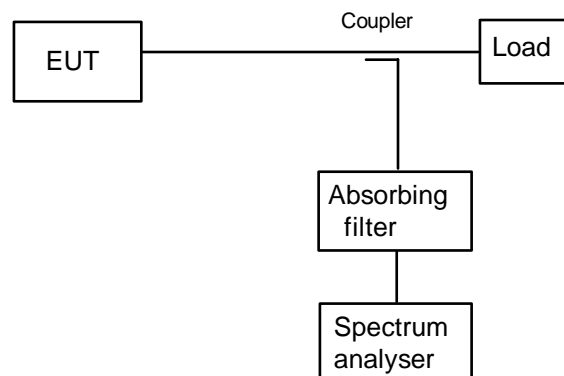 Coupler
EUT
Load
Absorbing
filter
Spectrum
analyser